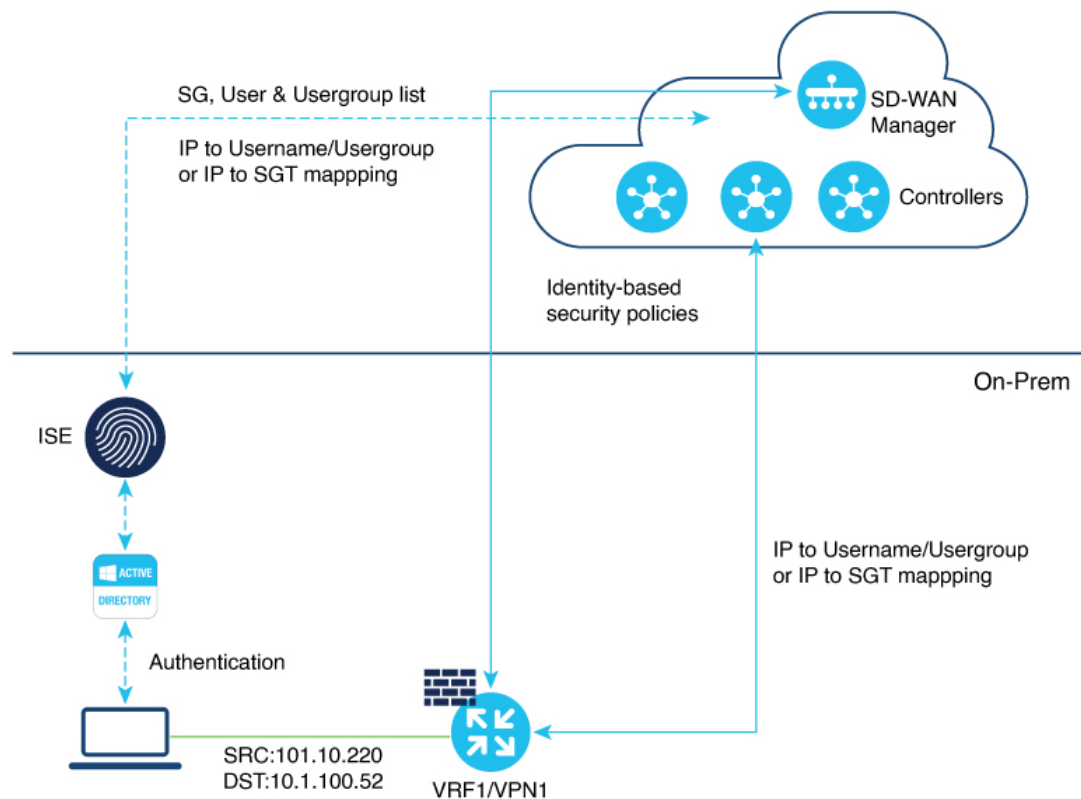 SG, User & Usergroup list
IP to Username/Usergroup
or IP to SGT mappping
SD-WAN
Manager
Controllers
Identity-based
security policies
On-Prem
ISE
ACTIVE
DIRECTORY
IP to Username/Usergroup
or IP to SGT mappping
Authentication
SRC:101.10.220
DST:10.1.100.52
VRF1/VPN1